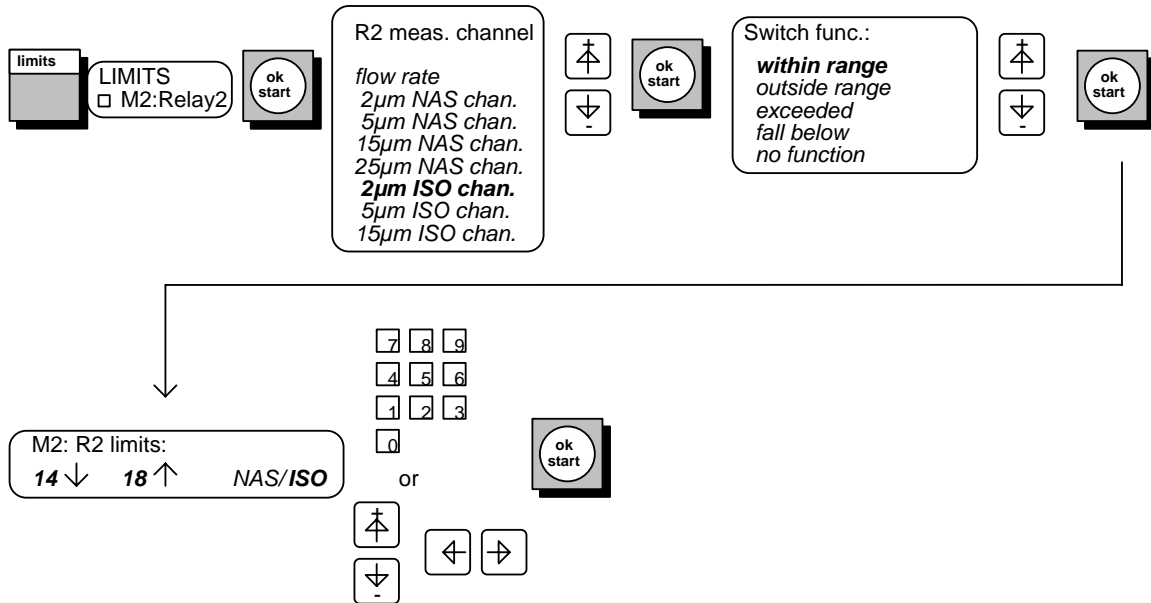 limits
LIMITS
□ M2:Relay2
ok
start
R2 meas. channel
flow rate
2µm NAS chan.
5µm NAS chan.
15µm NAS chan.
25µm NAS chan.
2µm ISO chan.
5µm ISO chan.
15µm ISO chan.
+
-
ok
start
Switch func.:
within range
outside range
exceeded
fall below
no function
+
-
ok
start
M2: R2 limits:
14 ↓ 18 ↑ NAS/ISO
7 8 9
4 5 6
1 2 3
0
or
+
-
ok
start